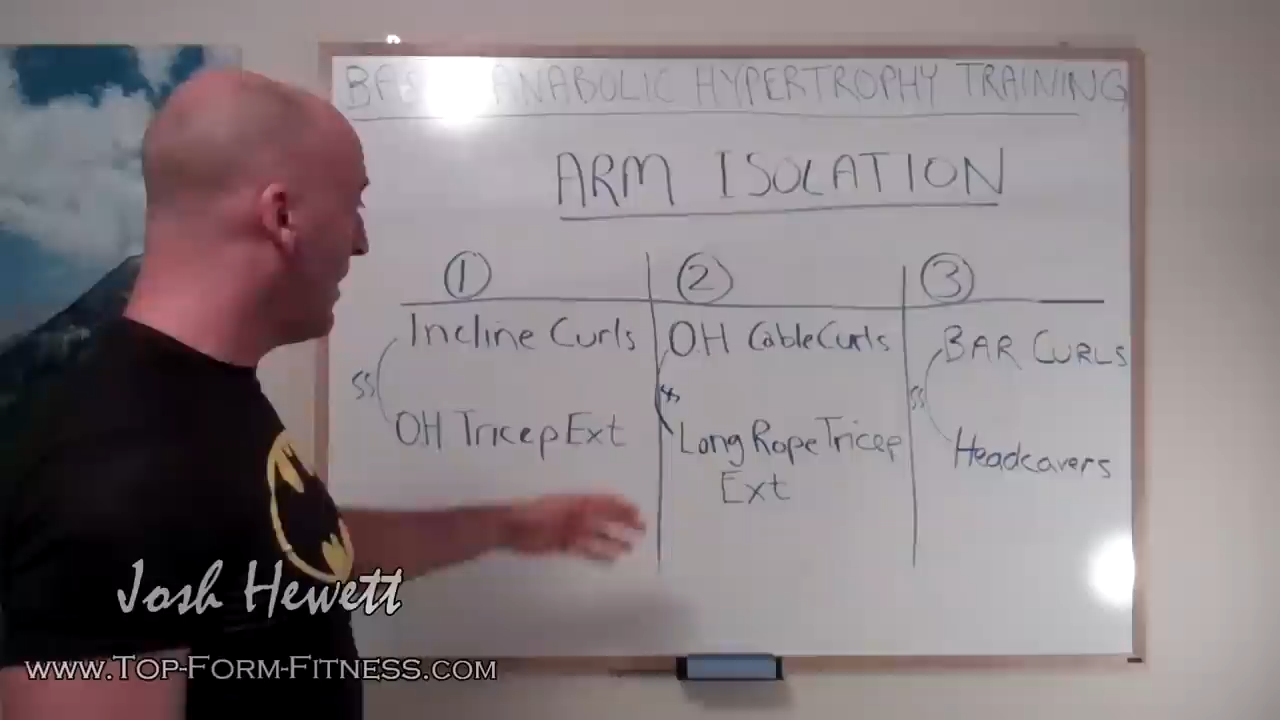 ANABOLIC HYPERTROPHY TRAINING
ARM ISOLATION
1 2 3
Incline Curls
OH Cable Curls
BAR CURLS
SS
SS
OH Tricep Ext
Long Rope Tricep
Ext
Headcavers
Josh Hewett
www.Top-Form-Fitness.com